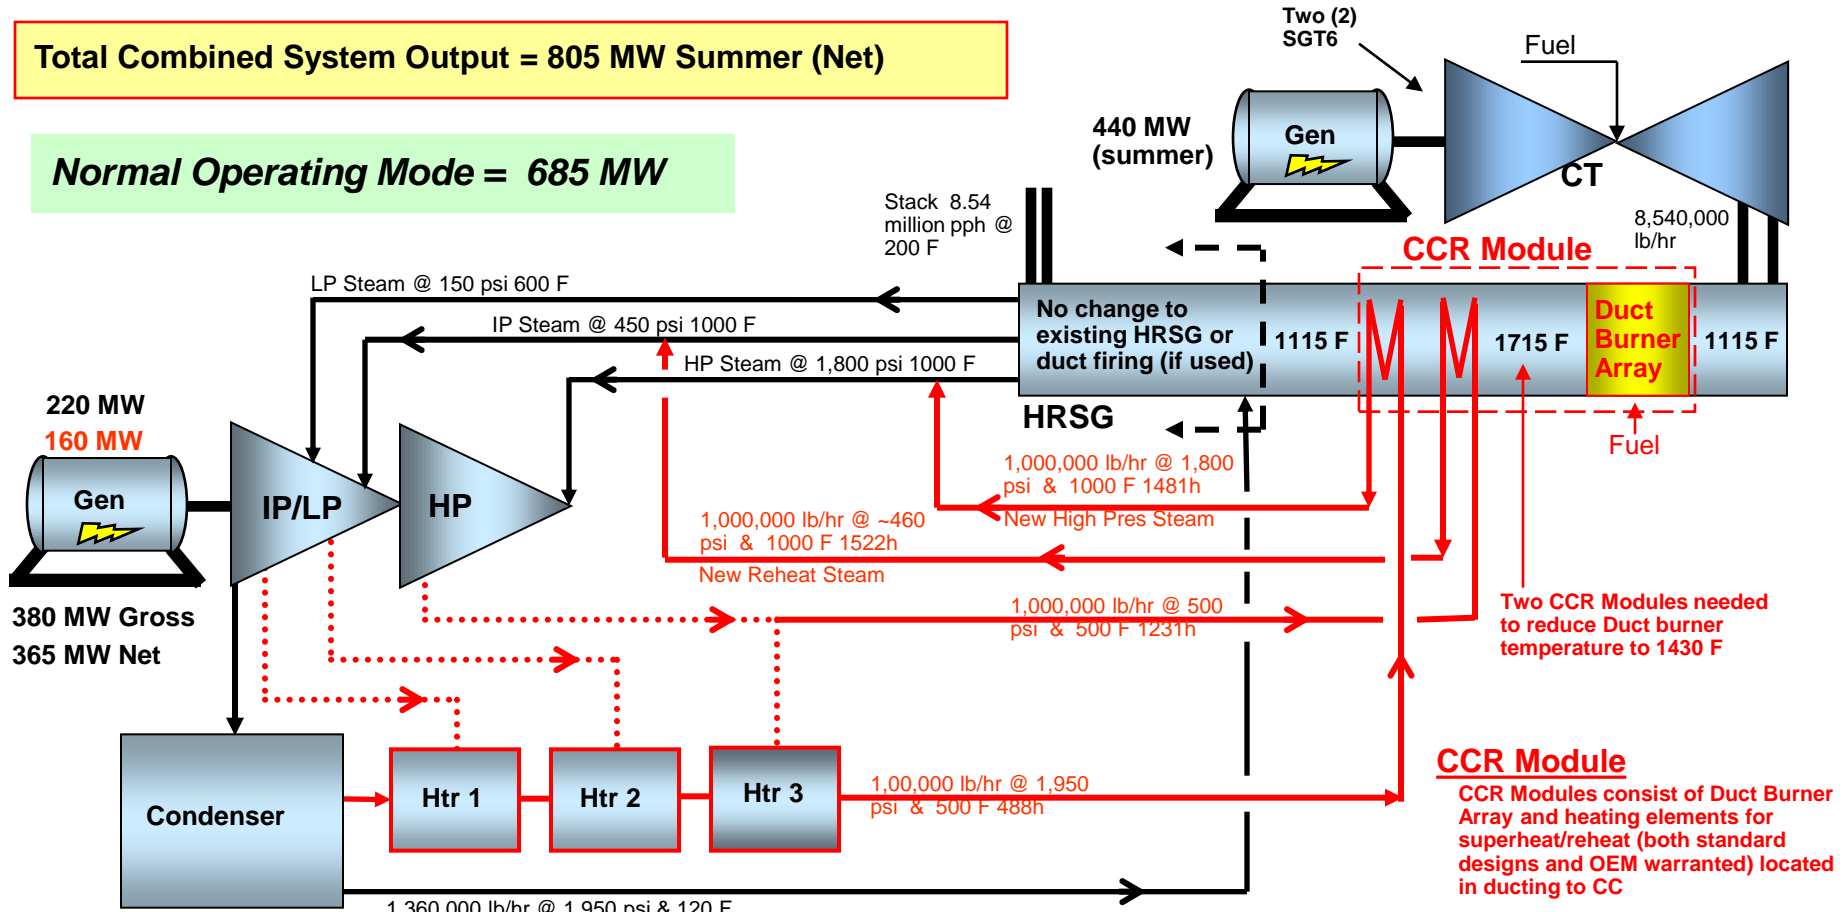 Total Combined System Output = 805 MW Summer (Net)
Normal Operating Mode = 685 MW
Two (2)
SGT6
Fuel
440 MW
(summer)
Gen
CT
Stack 8.54
million pph @
200 F
8,540,000
lb/hr
CCR Module
LP Steam @ 150 psi 600 F
IP Steam @ 450 psi 1000 F
HP Steam @ 1,800 psi 1000 F
No change to
existing HRSG or
duct firing (if used)
1115 F
1715 F
Duct
Burner
Array
1115 F
HRSG
Fuel
220 MW
160 MW
Gen
IP/LP
HP
380 MW Gross
365 MW Net
1,000,000 lb/hr @ 1,800
psi & 1000 F 1481h
New High Pres Steam
1,000,000 lb/hr @ ~460
psi & 1000 F 1522h
New Reheat Steam
1,000,000 lb/hr @ 500
psi & 500 F 1231h
Two CCR Modules needed
to reduce Duct burner
temperature to 1430 F
Condenser
Htr 1
Htr 2
Htr 3
1,00,000 lb/hr @ 1,950
psi & 500 F 488h
1,360,000 lb/hr @ 1,950 psi & 120 F
CCR Module
CCR Modules consist of Duct Burner
Array and heating elements for
superheat/reheat (both standard
designs and OEM warranted) located
in ducting to CC